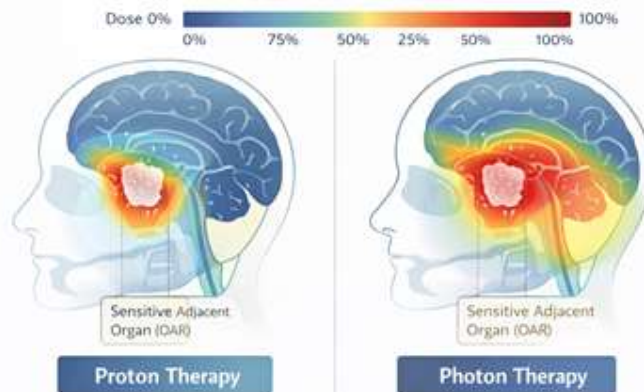 Dose 0% 100%
0% 75% 50% 25% 50% 100%
Sensitive Adjacent
Organ (OAR)
Sensitive Adjacent
Organ (OAR)
Proton Therapy
Photon Therapy